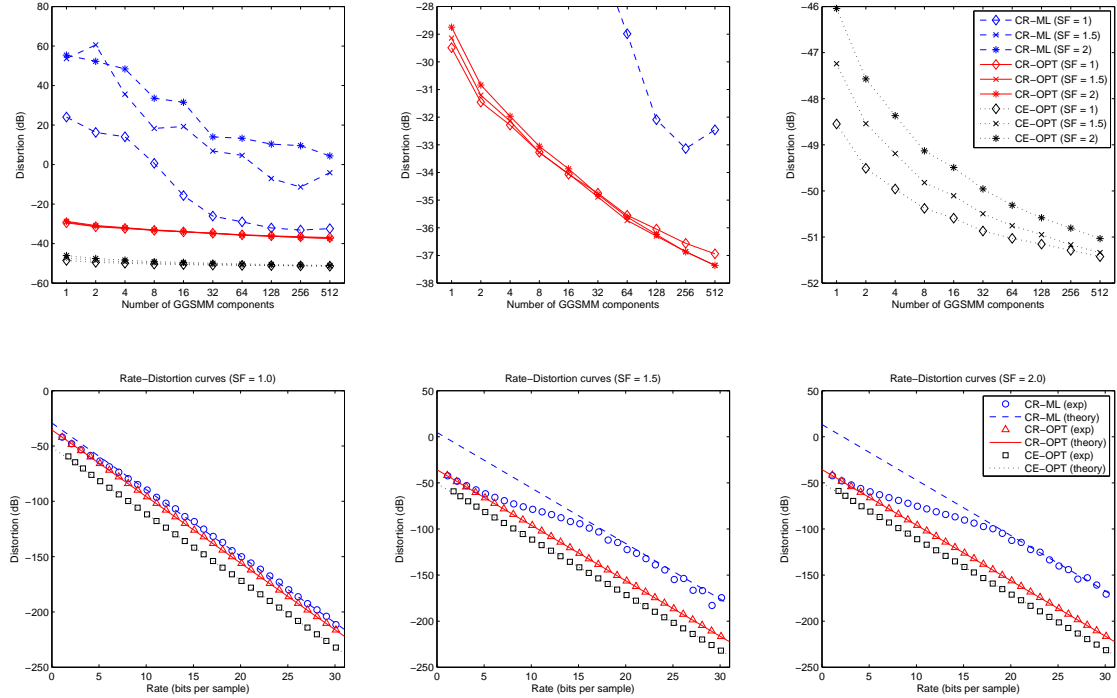 Distortion (dB)
80
60
40
20
0
−20
−40
−60
1 2 4 8 16 32 64 128 256 512
Number of GGSMM components
Distortion (dB)
−28
−29
−30
−31
−32
−33
−34
−35
−36
−37
−38
1 2 4 8 16 32 64 128 256 512
Number of GGSMM components
Distortion (dB)
−46
−47
−48
−49
−50
−51
−52
1 2 4 8 16 32 64 128 256 512
Number of GGSMM components
CR−ML (SF = 1)
CR−ML (SF = 1.5)
CR−ML (SF = 2)
CR−OPT (SF = 1)
CR−OPT (SF = 1.5)
CR−OPT (SF = 2)
CE−OPT (SF = 1)
CE−OPT (SF = 1.5)
CE−OPT (SF = 2)
Rate−Distortion curves (SF = 1.0)
Distortion (dB)
0
−50
−100
−150
−200
−250
0 5 10 15 20 25 30
Rate (bits per sample)
Rate−Distortion curves (SF = 1.5)
Distortion (dB)
50
0
−50
−100
−150
−200
−250
0 5 10 15 20 25 30
Rate (bits per sample)
Rate−Distortion curves (SF = 2.0)
Distortion (dB)
50
0
−50
−100
−150
−200
−250
0 5 10 15 20 25 30
Rate (bits per sample)
CR−ML (exp)
CR−ML (theory)
CR−OPT (exp)
CR−OPT (theory)
CE−OPT (exp)
CE−OPT (theory)